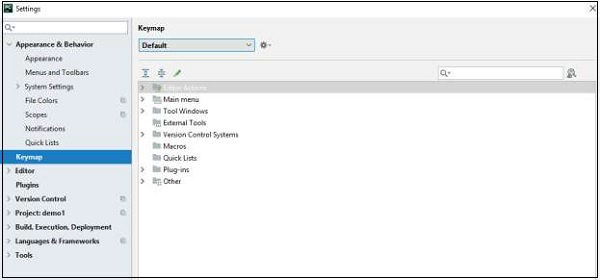 Settings
Appearance & Behavior
Appearance
Menus and Toolbars
System Settings
File Colors
Scopes
Notifications
Quick Lists
Keymap
Editor
Plugins
Version Control
Project: demo1
Build, Execution, Deployment
Languages & Frameworks
Tools
Keymap
Default
Editor Actions
Main menu
Tool Windows
External Tools
Version Control Systems
Macros
Quick Lists
Plug-ins
Other